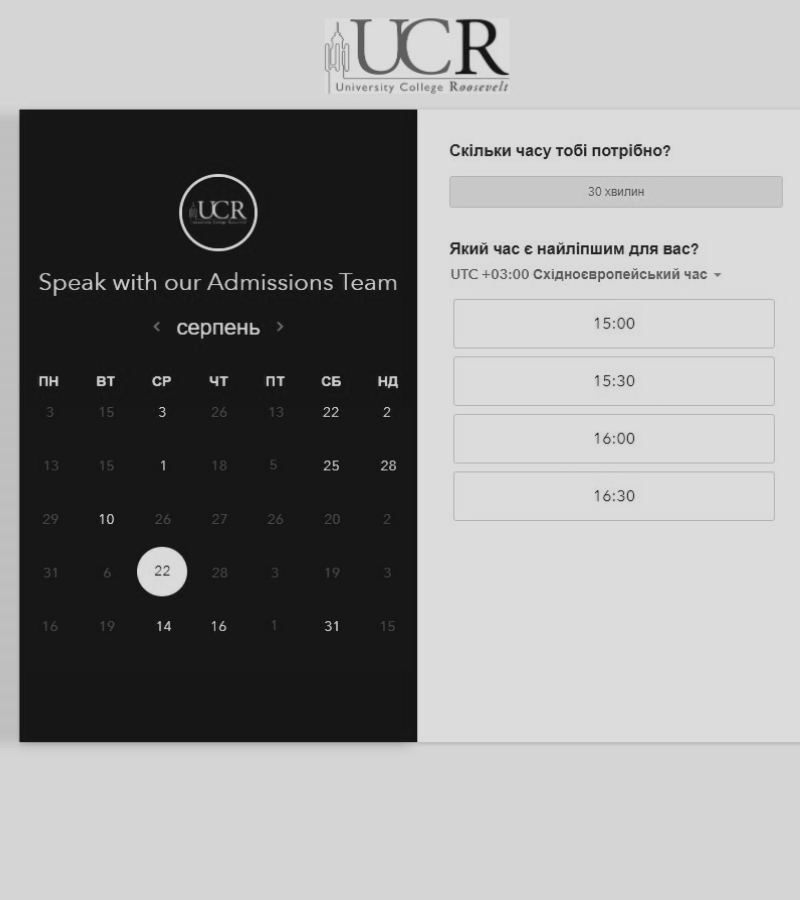 UCR
University College Roosevelt
UCR
Speak with our Admissions Team
серпень
ПН ВТ СР ЧТ ПТ СБ НД
3 15 3 26 13 22 2
13 15 1 18 5 25 28
29 10 26 27 26 20 2
31 6 22 28 3 19 3
16 19 14 16 1 31 15
Скільки часу тобі потрібно?
30 хвилин
Який час є найліпшим для вас?
UTC +03:00 Східноєвропейський час
15:00
15:30
16:00
16:30